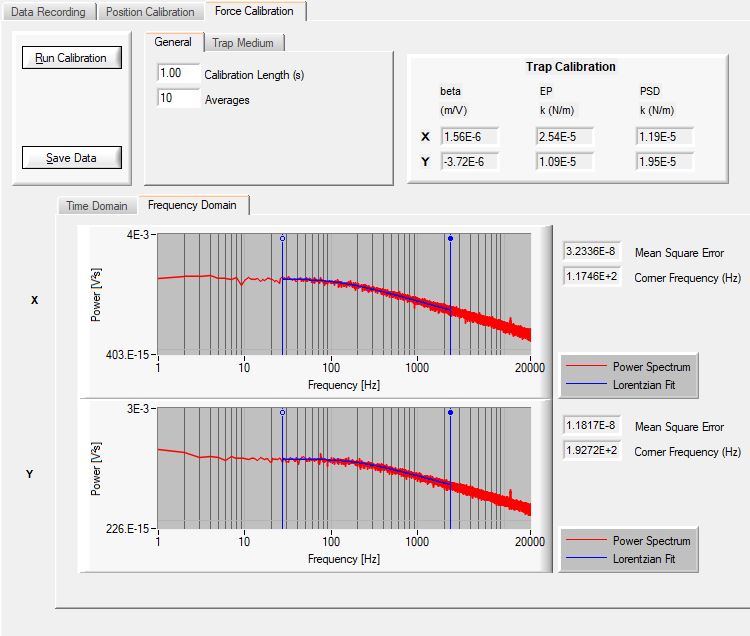 Data Recording Position Calibration Force Calibration
Run Calibration
Save Data
General Trap Medium
1.00 Calibration Length (s)
10 Averages
Trap Calibration
beta EP PSD
(m/V) k (N/m) k (N/m)
X 1.56E-6 2.54E-5 1.19E-5
Y -3.72E-6 1.09E-5 1.95E-5
Time Domain Frequency Domain
X
Power [V²s]
4E-3
403.E-15
1 10 100 1000 20000
Frequency [Hz]
3.2336E-8 Mean Square Error
1.1746E+2 Corner Frequency (Hz)
Power Spectrum
Lorentzian Fit
Y
Power [V²s]
3E-3
226.E-15
1 10 100 1000 20000
Frequency [Hz]
1.1817E-8 Mean Square Error
1.9272E+2 Corner Frequency (Hz)
Power Spectrum
Lorentzian Fit